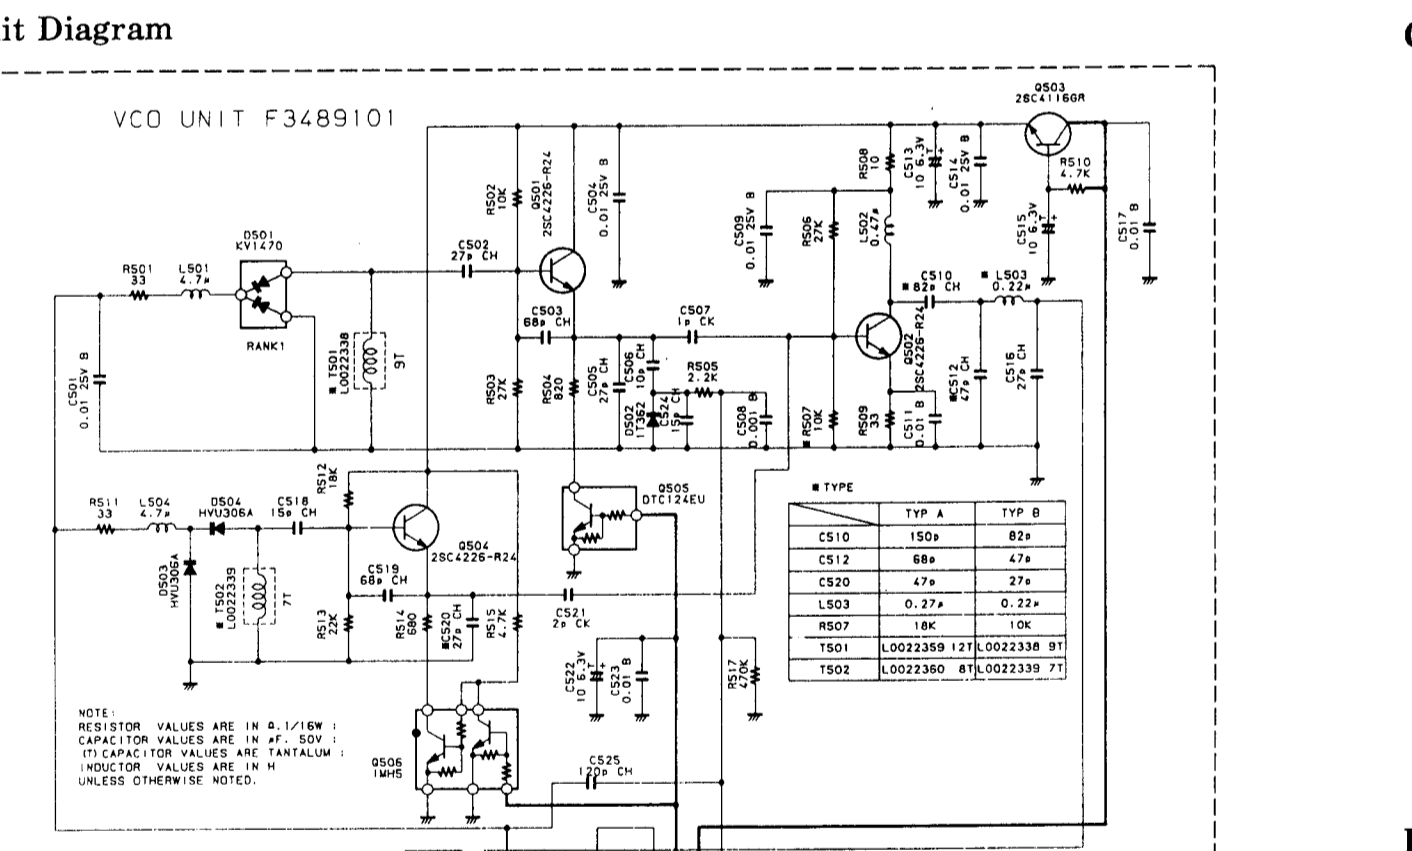 it Diagram
VCO UNIT F3489101
Q503
2SC4116GR
R510
4.7K
R508
10
C513
10 6.3V
T
+
C514
0.01 25V B
C515
10 6.3V
T
+
C517
0.01 B
R502
10K
Q501
2SC4226-R24
C504
0.01 25V B
C509
0.01 25V B
R506
27K
L502
0.47μ
D501
KV1470
RANK1
R501
33
L501
4.7μ
C502
27p CH
C510
*82p CH
* L503
0.22μ
C501
0.01 25V B
* T501
L0022338
9T
C503
68p CH
C507
1p CK
R503
27K
R504
820
C505
27p CH
C506
10p CH
R505
2.2K
D502
1T362
C524
15p CH
C508
0.001 B
*R507
10K
Q502
2SC4226-R24
R509
33
C511
0.01 B
*C512
47p CH
C516
27p CH
R511
33
L504
4.7μ
D504
HVU306A
C518
15p CH
R512
18K
Q504
2SC4226-R24
Q505
DTC124EU
D503
HVU306A
* T502
L0022339
7T
C519
68p CH
R513
22K
R514
680
*C520
27p CH
R515
4.7K
C521
2p CK
C522
10 6.3V
T
+
C523
0.01 B
R517
470K
Q506
IMH5
C525
120p CH
* TYPE
TYP A TYP B
C510 150p 82p
C512 68p 47p
C520 47p 27p
L503 0.27μ 0.22μ
R507 18K 10K
T501 L0022359 12T L0022338 9T
T502 L0022360 8T L0022339 7T
NOTE:
RESISTOR VALUES ARE IN Ω,1/16W ;
CAPACITOR VALUES ARE IN μF, 50V ;
(T) CAPACITOR VALUES ARE TANTALUM ;
INDUCTOR VALUES ARE IN H
UNLESS OTHERWISE NOTED.